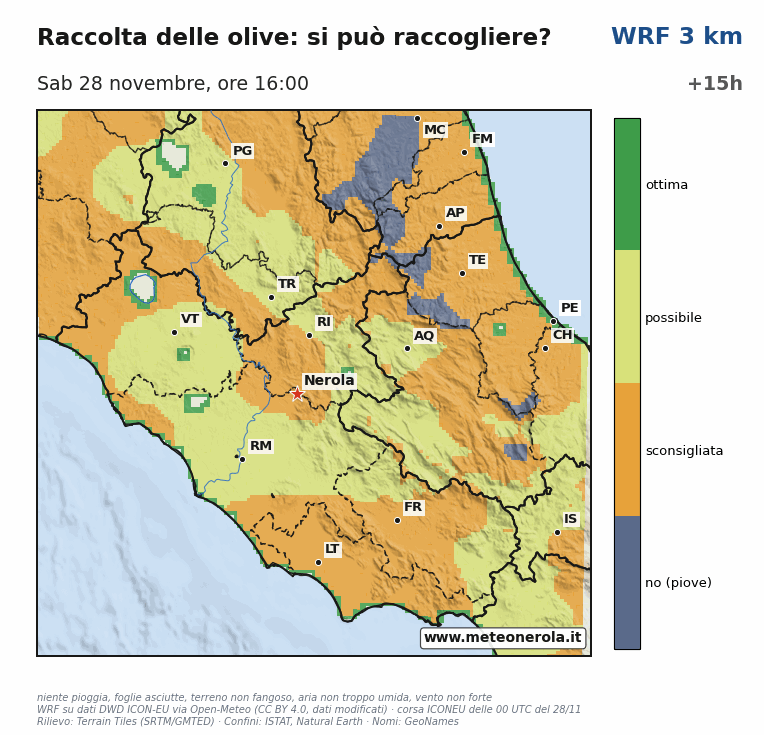 Raccolta delle olive: si può raccogliere?
WRF 3 km
Sab 28 novembre, ore 16:00
+15h
MC
FM
PG
AP
TE
TR
PE
VT
RI
AQ
CH
Nerola
RM
FR
IS
LT
www.meteonerola.it
ottima
possibile
sconsigliata
no (piove)
niente pioggia, foglie asciutte, terreno non fangoso, aria non troppo umida, vento non forte
WRF su dati DWD ICON-EU via Open-Meteo (CC BY 4.0, dati modificati) · corsa ICONEU delle 00 UTC del 28/11
Rilievo: Terrain Tiles (SRTM/GMTED) · Confini: ISTAT, Natural Earth · Nomi: GeoNames